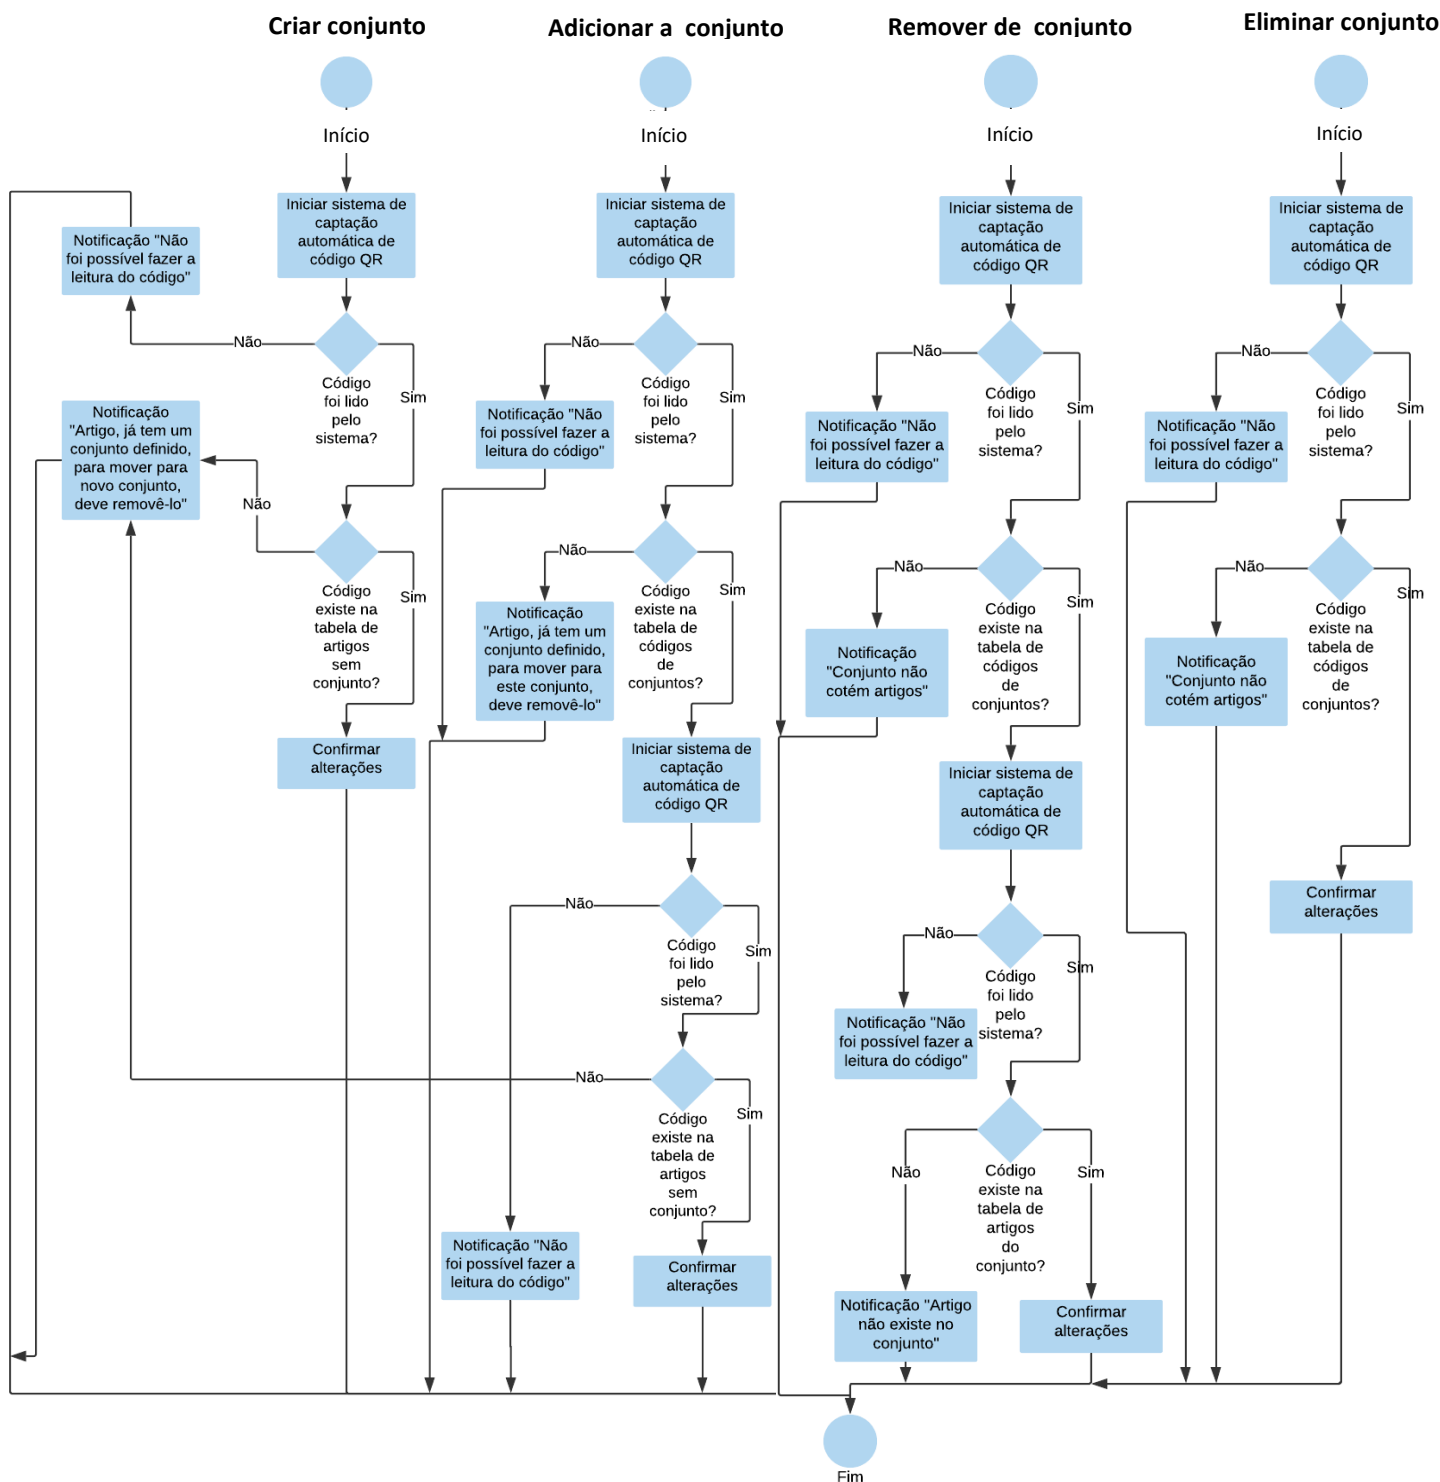 Criar conjunto
Adicionar a  conjunto
Remover de  conjunto
Eliminar conjunto
Início
Início
Início
Início
Iniciar sistema de
captação
automática de
código QR
Notificação "Não
foi possível fazer a
leitura do código"
Não
Código
foi lido
pelo
sistema?
Sim
Notificação
"Artigo, já tem um
conjunto definido,
para mover para
novo conjunto,
deve removê-lo"
Não
Código
existe na
tabela de
artigos
sem
conjunto?
Sim
Confirmar
alterações
Iniciar sistema de
captação
automática de
código QR
Não
Código
foi lido
pelo
sistema?
Sim
Notificação "Não
foi possível fazer a
leitura do código"
Não
Código
existe na
tabela de
códigos
de
conjuntos?
Sim
Notificação
"Artigo, já tem um
conjunto definido,
para mover para
este conjunto,
deve removê-lo"
Iniciar sistema de
captação
automática de
código QR
Não
Código
foi lido
pelo
sistema?
Sim
Não
Código
existe na
tabela de
artigos
sem
conjunto?
Sim
Notificação "Não
foi possível fazer a
leitura do código"
Confirmar
alterações
Iniciar sistema de
captação
automática de
código QR
Não
Código
foi lido
pelo
sistema?
Sim
Notificação "Não
foi possível fazer a
leitura do código"
Não
Código
existe na
tabela de
códigos
de
conjuntos?
Sim
Notificação
"Conjunto não
cotém artigos"
Iniciar sistema de
captação
automática de
código QR
Não
Código
foi lido
pelo
sistema?
Sim
Notificação "Não
foi possível fazer a
leitura do código"
Não
Código
existe na
tabela de
artigos
do
conjunto?
Sim
Notificação "Artigo
não existe no
conjunto"
Confirmar
alterações
Iniciar sistema de
captação
automática de
código QR
Não
Código
foi lido
pelo
sistema?
Sim
Notificação "Não
foi possível fazer a
leitura do código"
Não
Código
existe na
tabela de
códigos
de
conjuntos?
Sim
Notificação
"Conjunto não
cotém artigos"
Confirmar
alterações
Fim